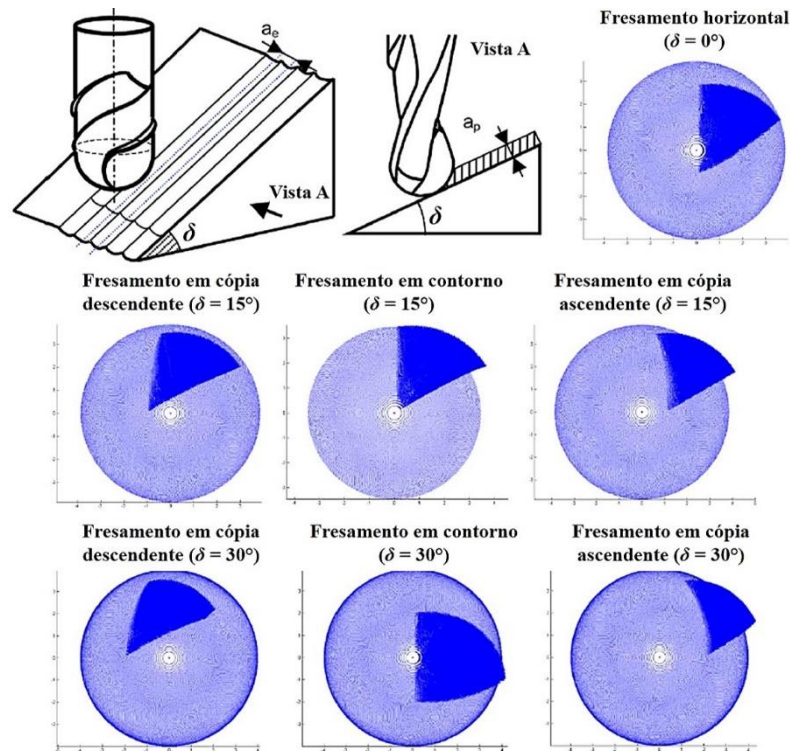 aₑ
Vista A
δ
Vista A
aₚ
δ
Fresamento horizontal
(δ = 0°)
Fresamento em cópia
descendente (δ = 15°)
Fresamento em contorno
(δ = 15°)
Fresamento em cópia
ascendente (δ = 15°)
Fresamento em cópia
descendente (δ = 30°)
Fresamento em contorno
(δ = 30°)
Fresamento em cópia
ascendente (δ = 30°)